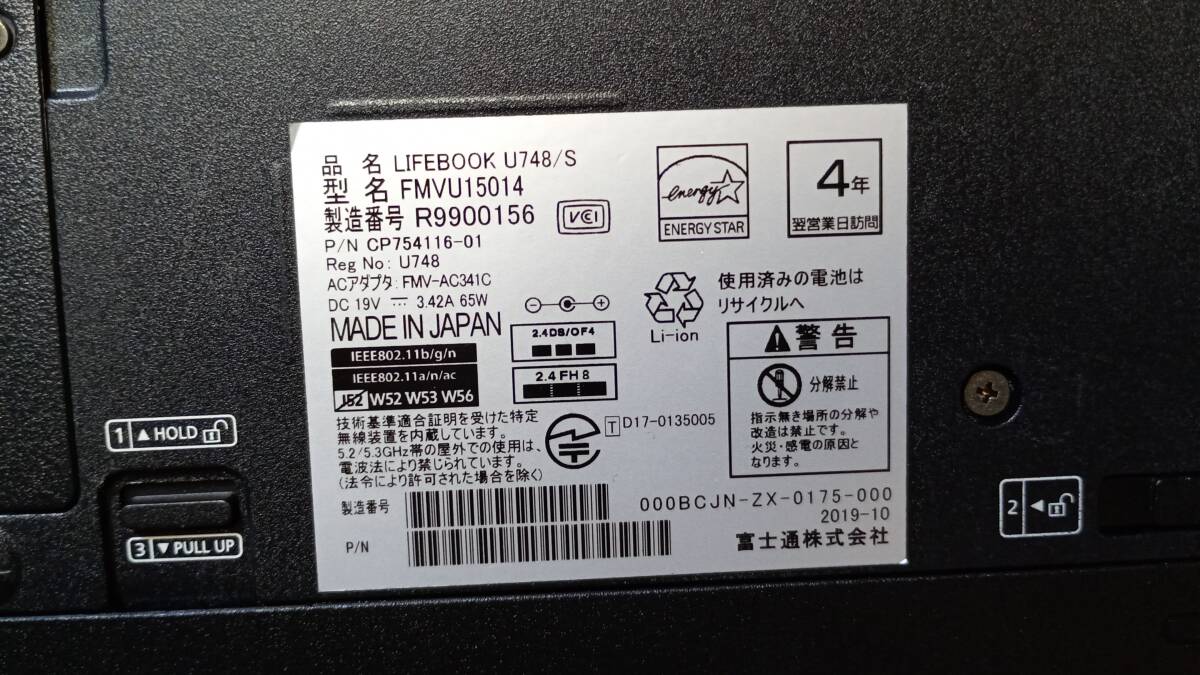 品 名 LIFEBOOK U748/S
型 名 FMVU15014
製造番号 R9900156
VCCI
P/N CP754116-01
Reg No: U748
ACアダプタ: FMV-AC341C
DC 19V 3.42A 65W
MADE IN JAPAN
IEEE802.11b/g/n
IEEE802.11a/n/ac
J52 W52 W53 W56
2.4DS/OF4
2.4FH8
energy
ENERGY STAR
4年
翌営業日訪問
Li-ion
使用済みの電池は
リサイクルへ
警告
分解禁止
指示無き場所の分解や
改造は禁止です。
火災・感電の原因と
なります。
技術基準適合証明を受けた特定
無線装置を内蔵しています。
5.2/5.3GHz帯の屋外での使用は、
電波法により禁じられています。
(法令により許可された場合を除く)
T D17-0135005
製造番号
P/N
000BCJN-ZX-0175-000
2019-10
富士通株式会社
1 ▲HOLD
3 ▼PULL UP
2 ◀